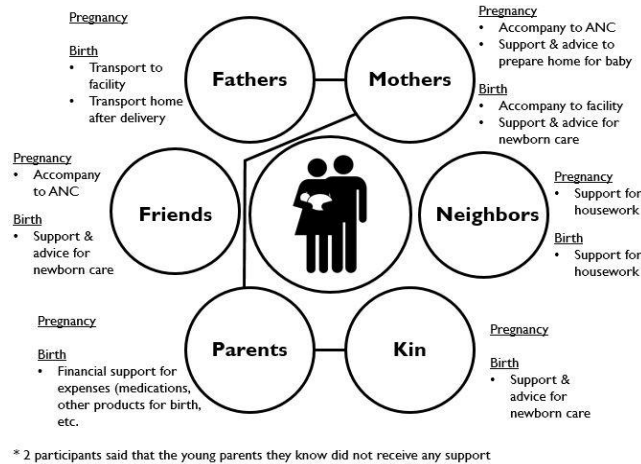 Pregnancy
Birth
• Transport to
facility
• Transport home
after delivery
Fathers
Mothers
Pregnancy
• Accompany to ANC
• Support & advice to
prepare home for baby
Birth
• Accompany to facility
• Support & advice for
newborn care
Pregnancy
• Accompany
to ANC
Birth
• Support &
advice for
newborn care
Friends
Neighbors
Pregnancy
• Support for
housework
Birth
• Support for
housework
Pregnancy
Birth
• Financial support for
expenses (medications,
other products for birth,
etc.
Parents
Kin
Pregnancy
Birth
• Support &
advice for
newborn care
* 2 participants said that the young parents they know did not receive any support